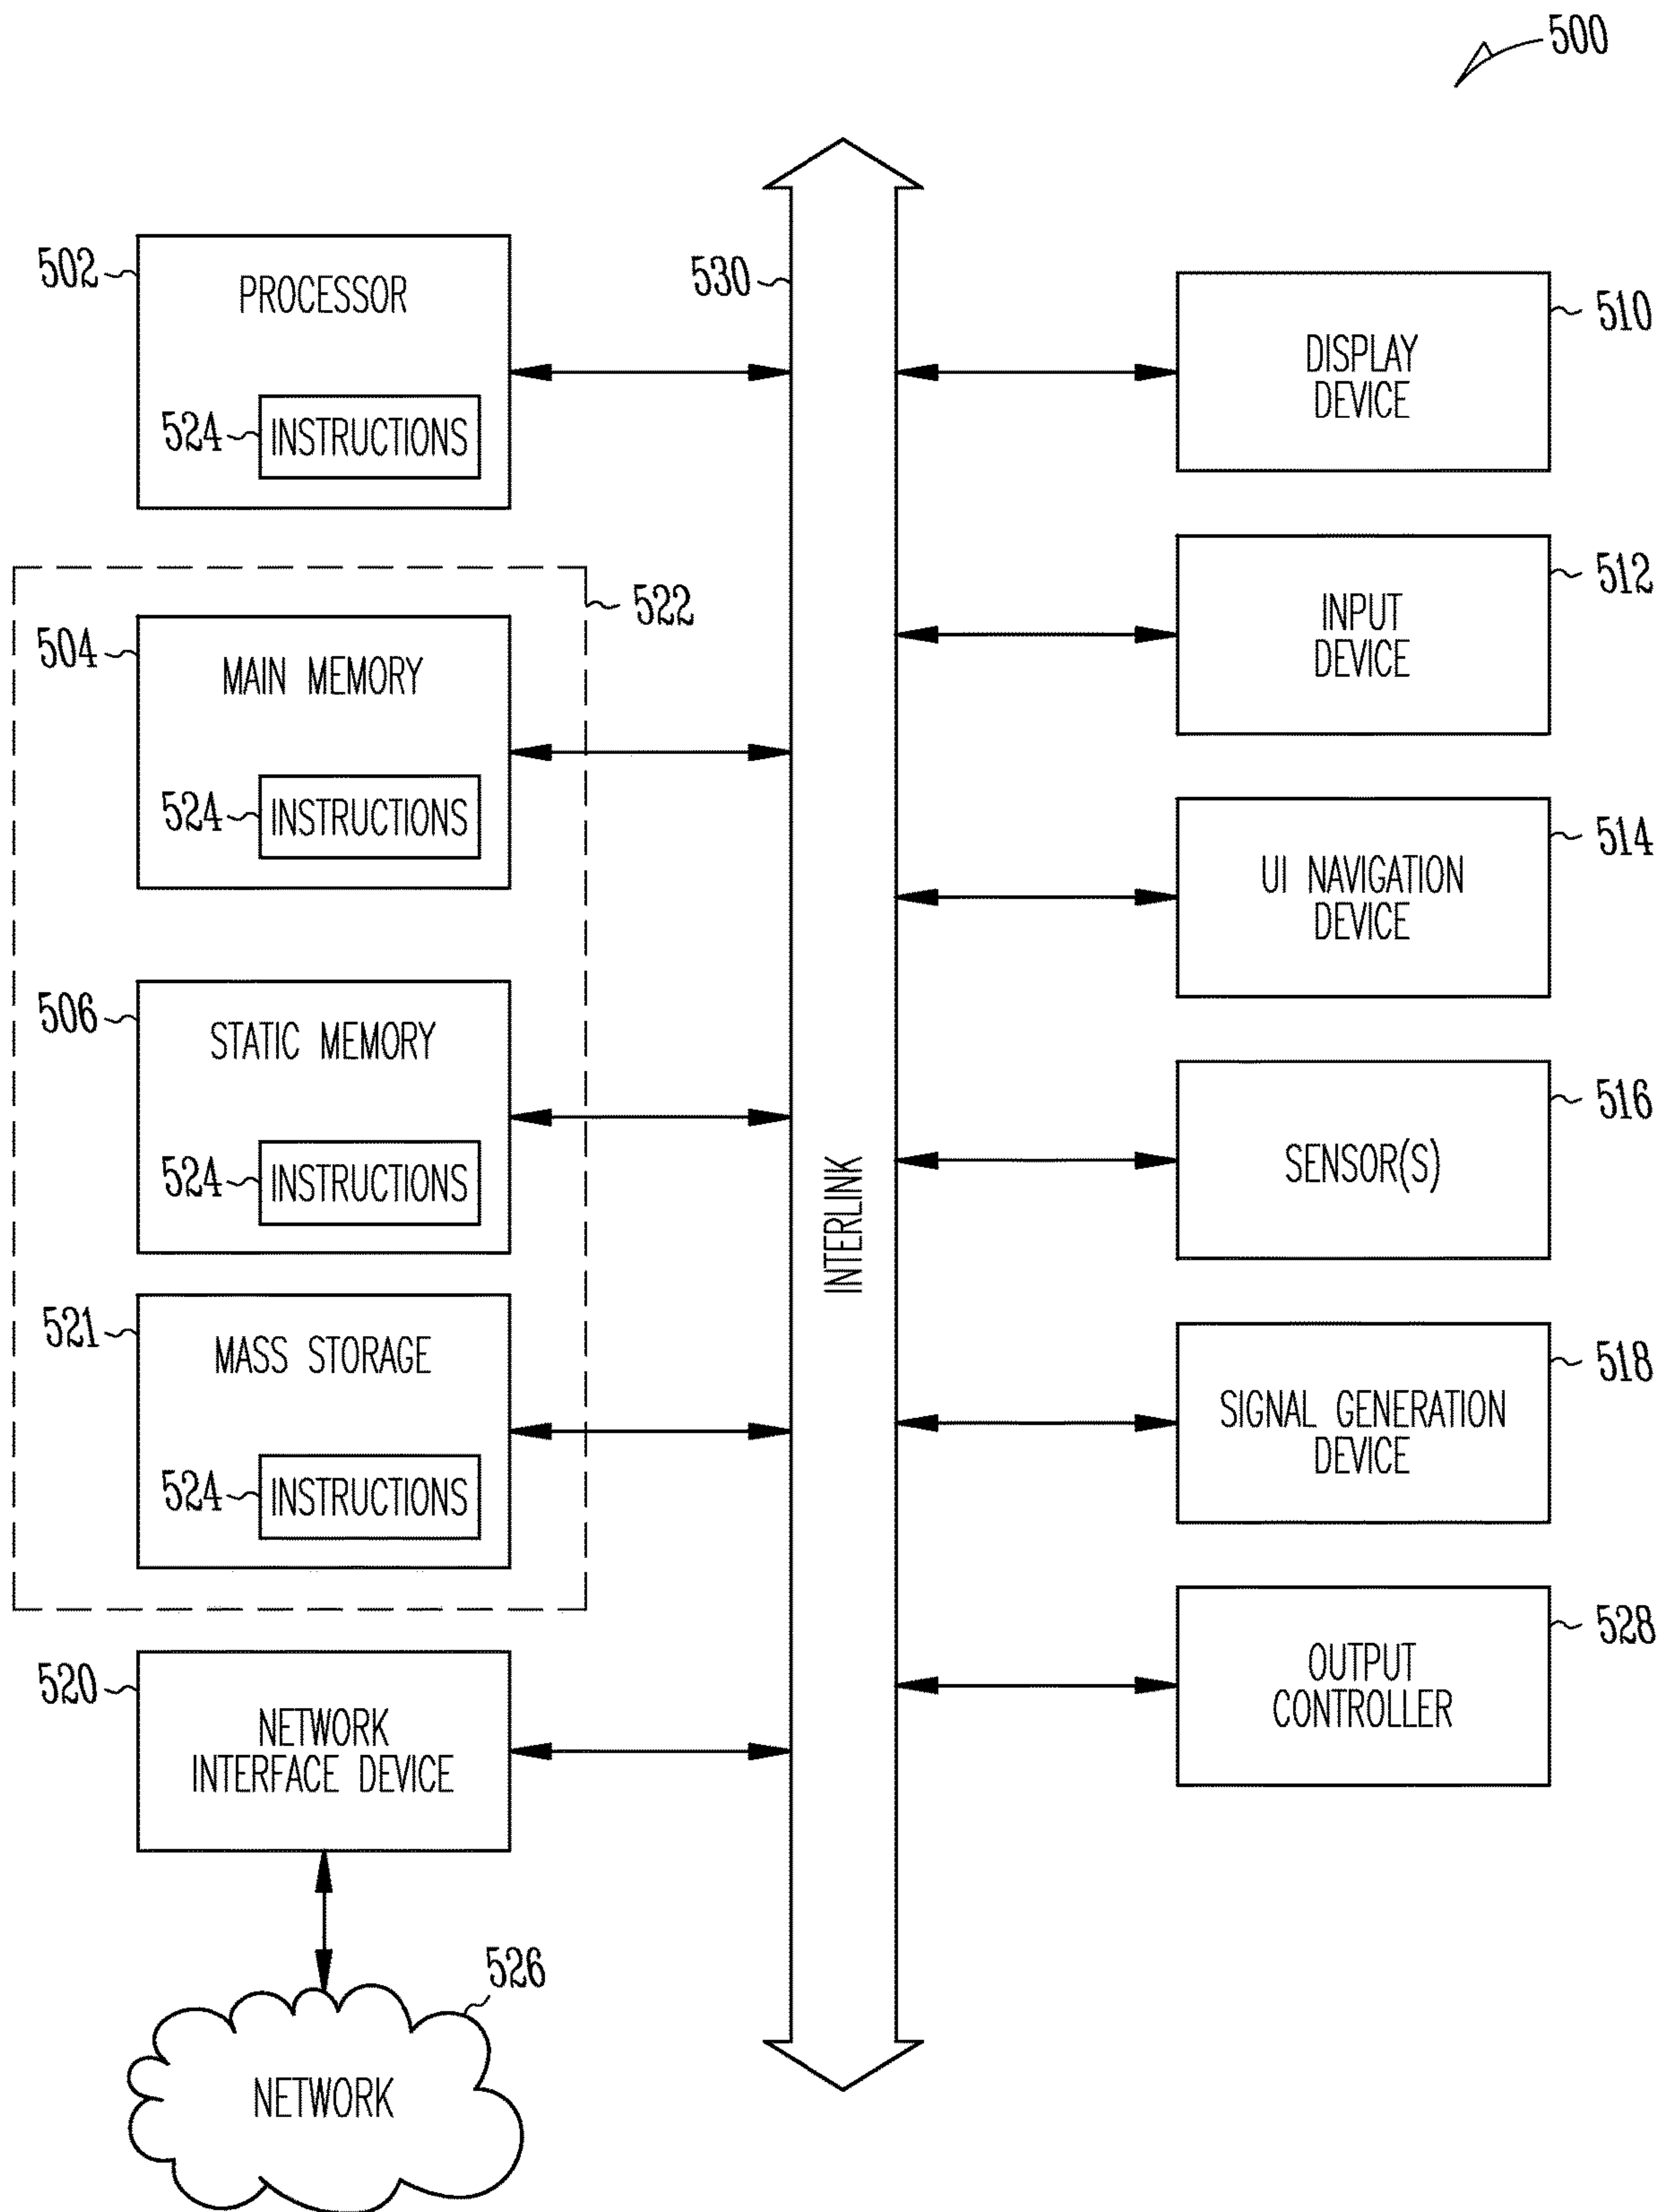 500
502
PROCESSOR
524
INSTRUCTIONS
522
504
MAIN MEMORY
524
INSTRUCTIONS
506
STATIC MEMORY
524
INSTRUCTIONS
521
MASS STORAGE
524
INSTRUCTIONS
520
NETWORK
INTERFACE DEVICE
526
NETWORK
530
INTERLINK
510
DISPLAY
DEVICE
512
INPUT
DEVICE
514
UI NAVIGATION
DEVICE
516
SENSOR(S)
518
SIGNAL GENERATION
DEVICE
528
OUTPUT
CONTROLLER